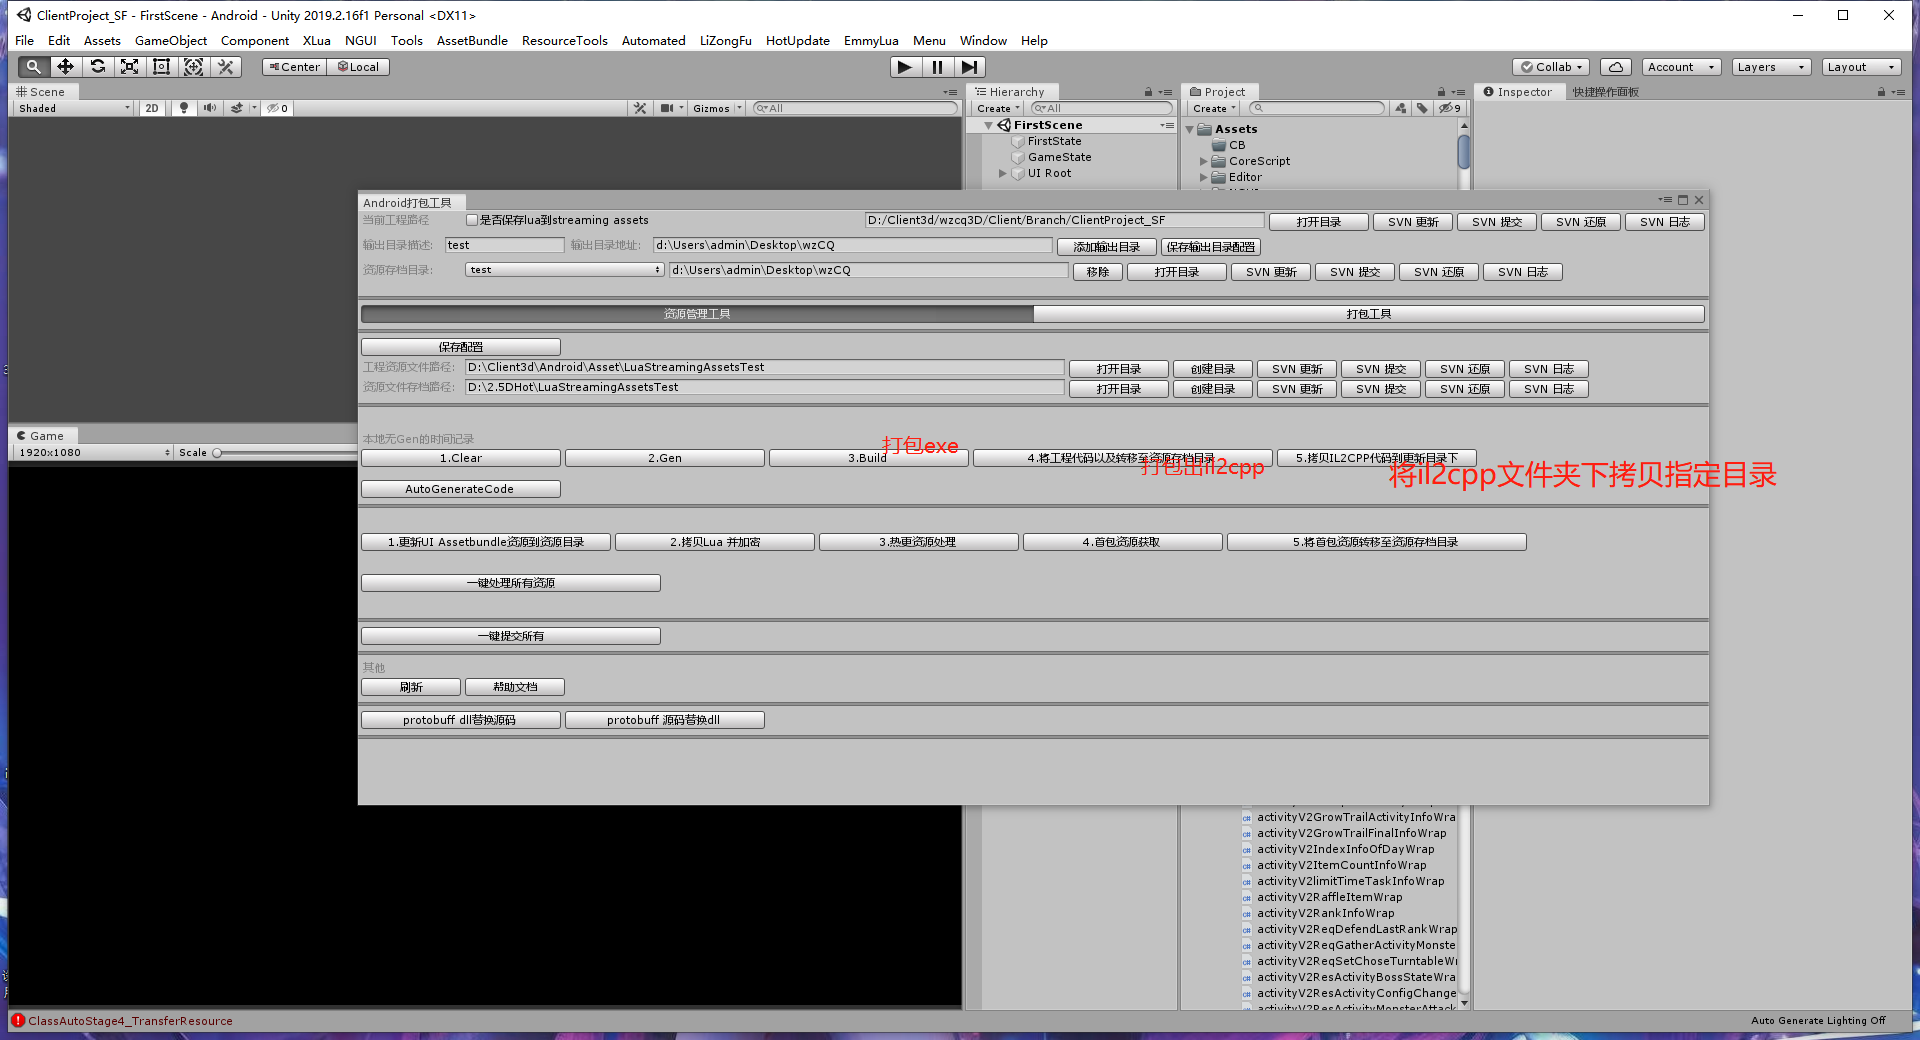 ClientProject_SF - FirstScene - Android - Unity 2019.2.16f1 Personal <DX11>
File Edit Assets GameObject Component XLua NGUI Tools AssetBundle ResourceTools Automated LiZongFu HotUpdate EmmyLua Menu Window Help
Center Local Collab Account Layers Layout
Scene
Shaded 2D 0 Gizmos All
Hierarchy
Create All
FirstScene
FirstState
GameState
UI Root
Project
Create 9
Assets
CB
CoreScript
Editor
Inspector 快捷操作面板
Android打包工具
当前工程路径 是否保存lua到streaming assets D:/Client3d/wzcq3D/Client/Branch/ClientProject_SF 打开目录 SVN 更新 SVN 提交 SVN 还原 SVN 日志
输出目录描述: test 输出目录地址: d:\Users\admin\Desktop\wzCQ 添加输出目录 保存输出目录配置
资源存档目录: test d:\Users\admin\Desktop\wzCQ 移除 打开目录 SVN 更新 SVN 提交 SVN 还原 SVN 日志
资源管理工具 打包工具
保存配置
工程资源文件路径: D:\Client3d\Android\Asset\LuaStreamingAssetsTest 打开目录 创建目录 SVN 更新 SVN 提交 SVN 还原 SVN 日志
资源文件存档路径: D:\2.5DHot\LuaStreamingAssetsTest 打开目录 创建目录 SVN 更新 SVN 提交 SVN 还原 SVN 日志
本地无Gen的时间记录
打包exe
1.Clear 2.Gen 3.Build 4.将工程代码以及转移至资源存档目录 5.拷贝IL2CPP代码到更新目录下
打包出il2cpp
将il2cpp文件夹下拷贝指定目录
AutoGenerateCode
1.更新UI Assetbundle资源到资源目录 2.拷贝Lua 并加密 3.热更资源处理 4.首包资源获取 5.将首包资源转移至资源存档目录
一键处理所有资源
一键提交所有
其他
刷新 帮助文档
protobuff dll替换源码 protobuff 源码替换dll
Game
1920x1080 Scale
activityV2GrowTrailActivityInfoWra
activityV2GrowTrailFinalInfoWrap
activityV2IndexInfoOfDayWrap
activityV2ItemCountInfoWrap
activityV2limitTimeTaskInfoWrap
activityV2RaffleItemWrap
activityV2RankInfoWrap
activityV2ReqDefendLastRankWrap
activityV2ReqGatherActivityMonste
activityV2ReqSetChoseTurntableWr
activityV2ResActivityBossStateWra
activityV2ResActivityConfigChange
activityV2ResActivityMonsterAttack
ClassAutoStage4_TransferResource
Auto Generate Lighting Off